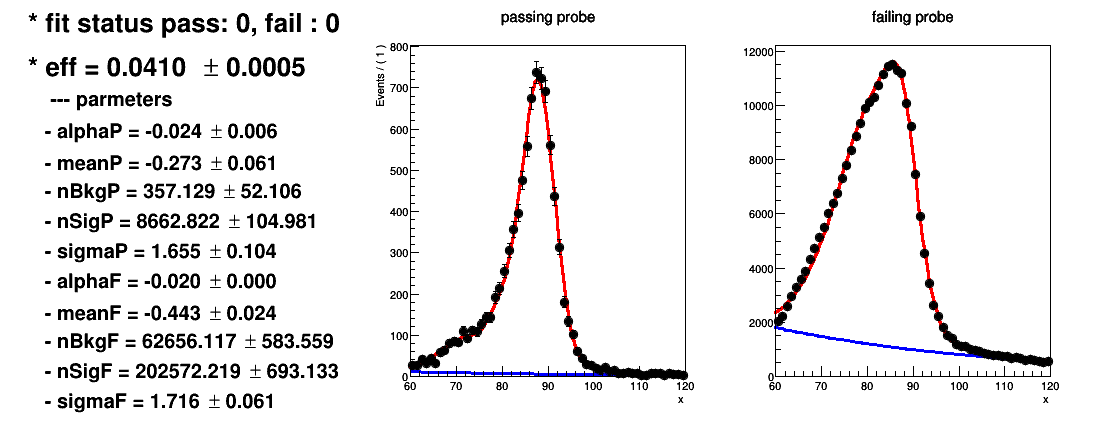 * fit status pass: 0, fail : 0
* eff = 0.0410 ± 0.0005
--- parmeters
- alphaP = -0.024 ± 0.006
- meanP = -0.273 ± 0.061
- nBkgP = 357.129 ± 52.106
- nSigP = 8662.822 ± 104.981
- sigmaP = 1.655 ± 0.104
- alphaF = -0.020 ± 0.000
- meanF = -0.443 ± 0.024
- nBkgF = 62656.117 ± 583.559
- nSigF = 202572.219 ± 693.133
- sigmaF = 1.716 ± 0.061
passing probe
Events / ( 1 )
800
700
600
500
400
300
200
100
0
60 70 80 90 100 110 120
x
failing probe
12000
10000
8000
6000
4000
2000
0
60 70 80 90 100 110 120
x